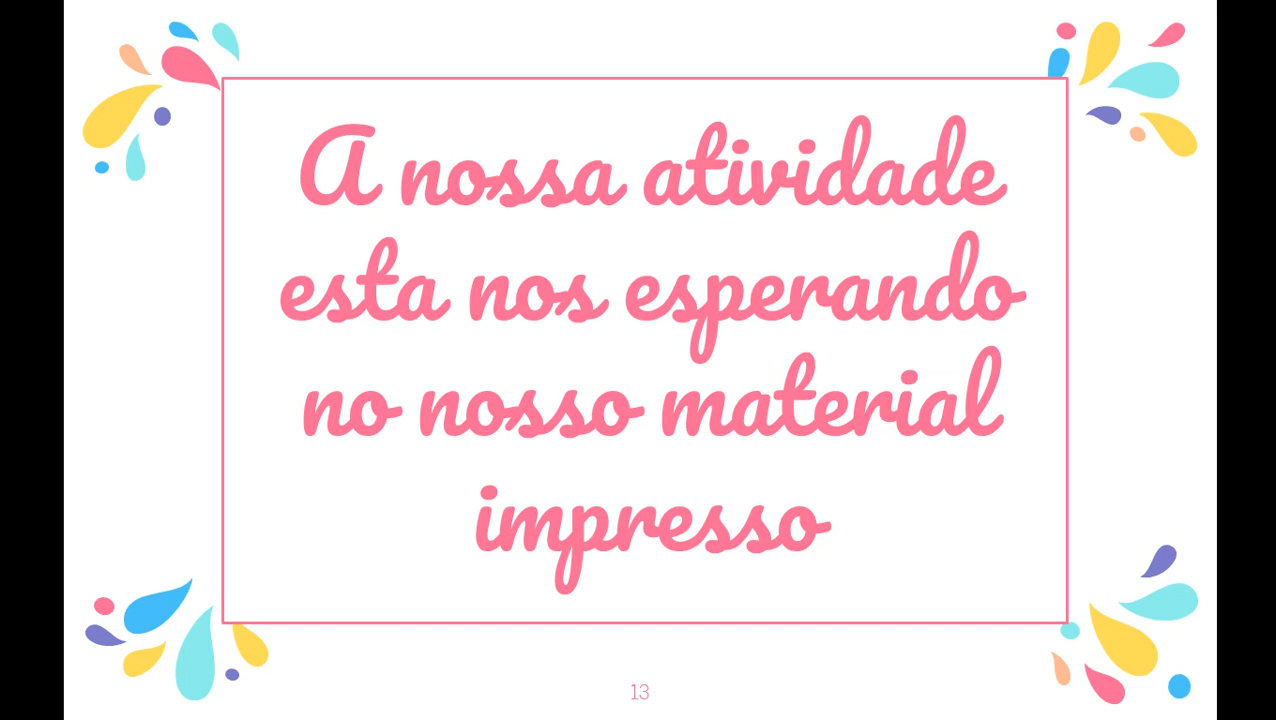 A nossa atividade
esta nos esperando
no nosso material
impresso
13